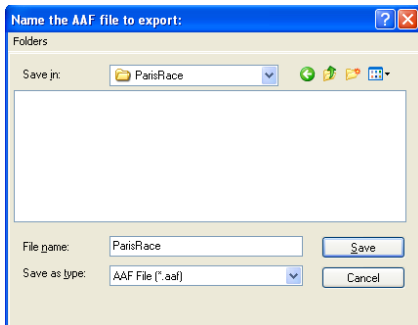 Name the AAF file to export:
Folders
Save in: ParisRace
File name: ParisRace Save
Save as type: AAF File (*.aaf) Cancel